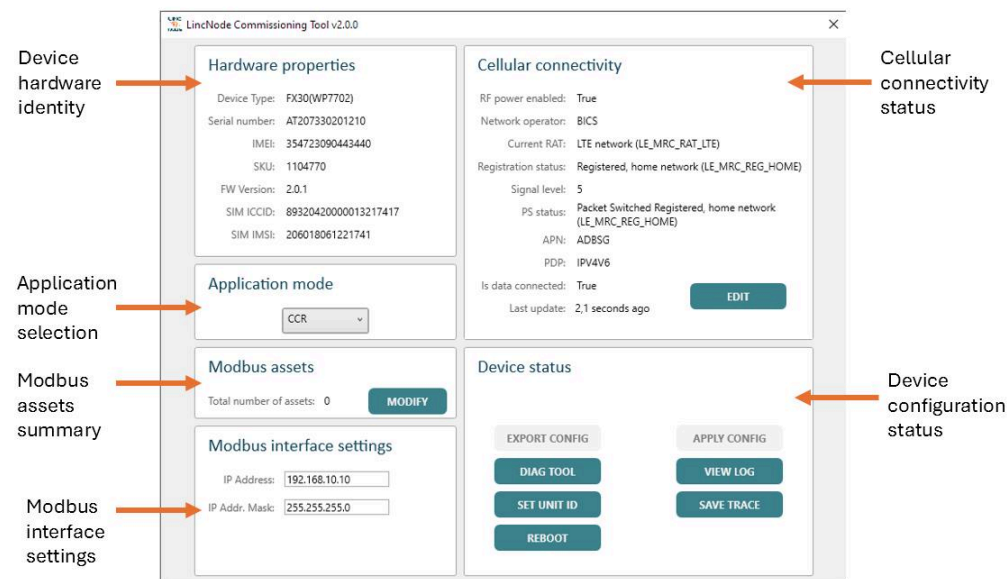 LincNode Commissioning Tool v2.0.0
Device
hardware
identity
Hardware properties
Device Type: FX30(WP7702)
Serial number: AT207330201210
IMEI: 354723090443440
SKU: 1104770
FW Version: 2.0.1
SIM ICCID: 89320420000013217417
SIM IMSI: 206018061221741
Cellular connectivity
RF power enabled: True
Network operator: BICS
Current RAT: LTE network (LE_MRC_RAT_LTE)
Registration status: Registered, home network (LE_MRC_REG_HOME)
Signal level: 5
PS status: Packet Switched Registered, home network
(LE_MRC_REG_HOME)
APN: ADBSG
PDP: IPV4V6
Is data connected: True
Last update: 2,1 seconds ago
EDIT
Cellular
connectivity
status
Application
mode
selection
Application mode
CCR
Modbus
assets
summary
Modbus assets
Total number of assets: 0
MODIFY
Modbus
interface
settings
Modbus interface settings
IP Address: 192.168.10.10
IP Addr. Mask: 255.255.255.0
Device status
EXPORT CONFIG APPLY CONFIG
DIAG TOOL VIEW LOG
SET UNIT ID SAVE TRACE
REBOOT
Device
configuration
status